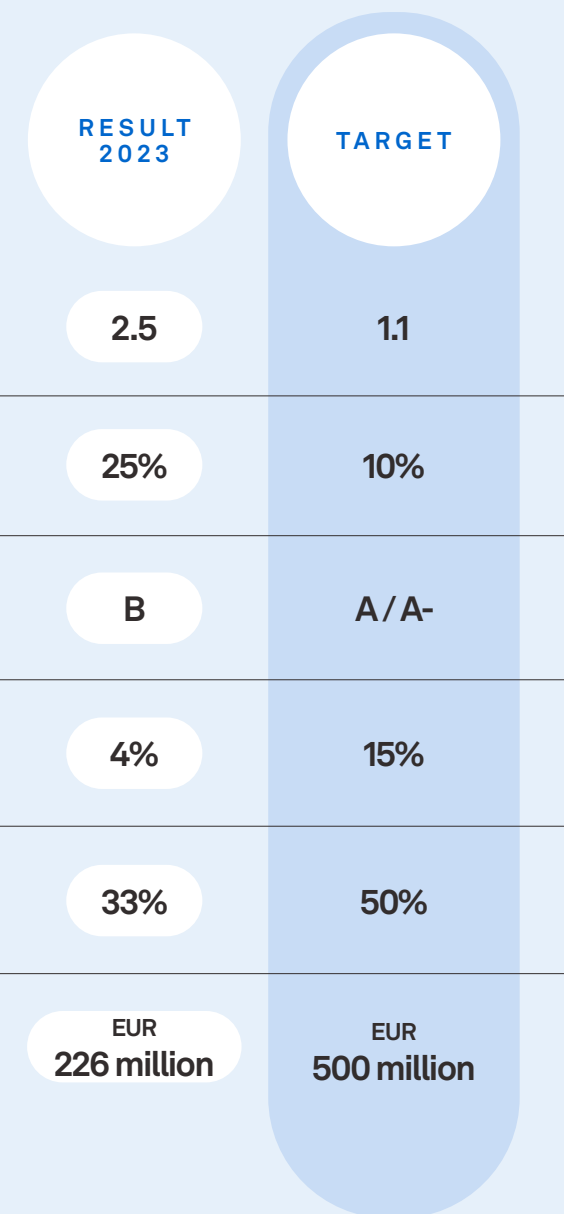 RESULT
2023
TARGET
2.5
1.1
25%
10%
B
A / A-
4%
15%
33%
50%
EUR
226 million
EUR
500 million